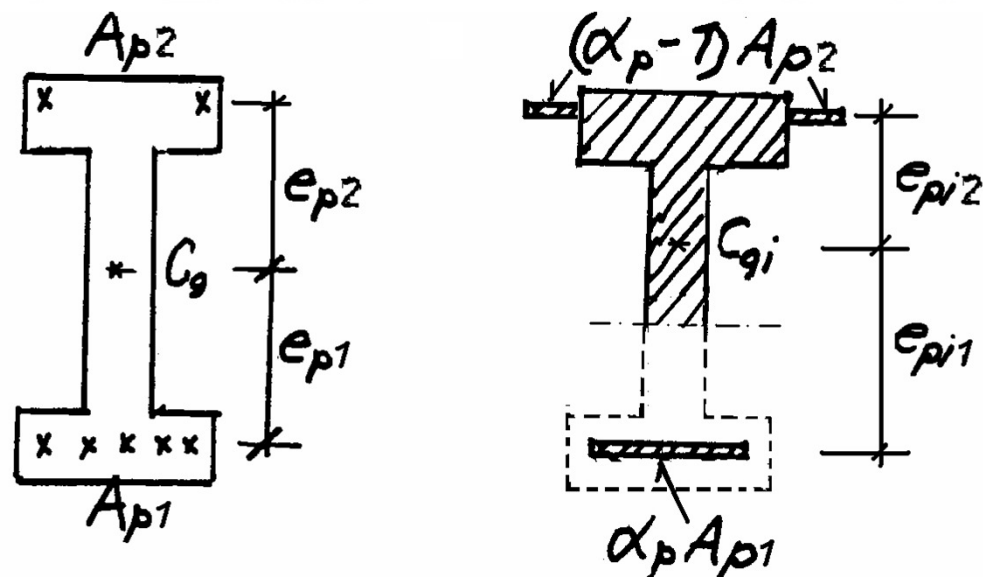 Ap2
(αp-1)Ap2
ep2
epi2
Cg
Cgi
ep1
epi1
Ap1
αpAp1